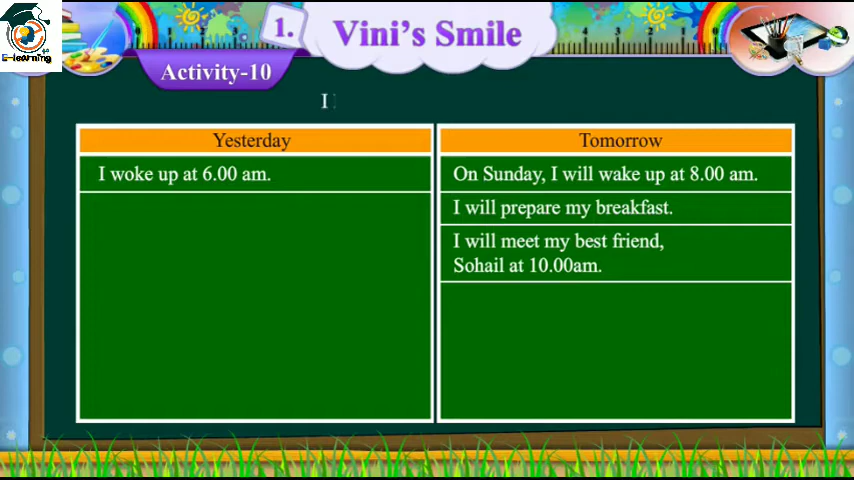 E-learning
1.
Vini's Smile
Activity-10
I
Yesterday
Tomorrow
I woke up at 6.00 am.
On Sunday, I will wake up at 8.00 am.
I will prepare my breakfast.
I will meet my best friend,
Sohail at 10.00am.